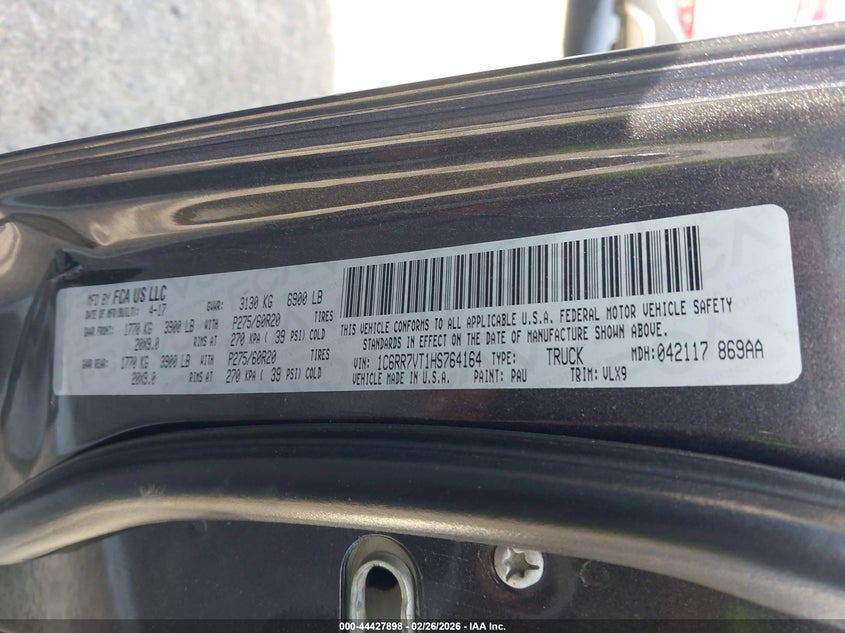 MFD BY FCA US LLC
DATE OF MFR(BUILT): 4-17 GVWR: 3130 KG 6900 LB
GAWR FRONT: 1770 KG 3900 LB WITH P275/60R20 TIRES
20X9.0 RIMS AT 270 KPA ( 39 PSI) COLD
GAWR REAR: 1770 KG 3900 LB WITH P275/60R20 TIRES
20X9.0 RIMS AT 270 KPA ( 39 PSI) COLD
THIS VEHICLE CONFORMS TO ALL APPLICABLE U.S.A. FEDERAL MOTOR VEHICLE SAFETY
STANDARDS IN EFFECT ON THE DATE OF MANUFACTURE SHOWN ABOVE.
VIN: 1C6RR7VT1HS764164 TYPE: TRUCK MDH: 042117 869AA
VEHICLE MADE IN U.S.A. PAINT: PAU TRIM: VLX9
000-44427898 - 02/26/2026 - IAA Inc.